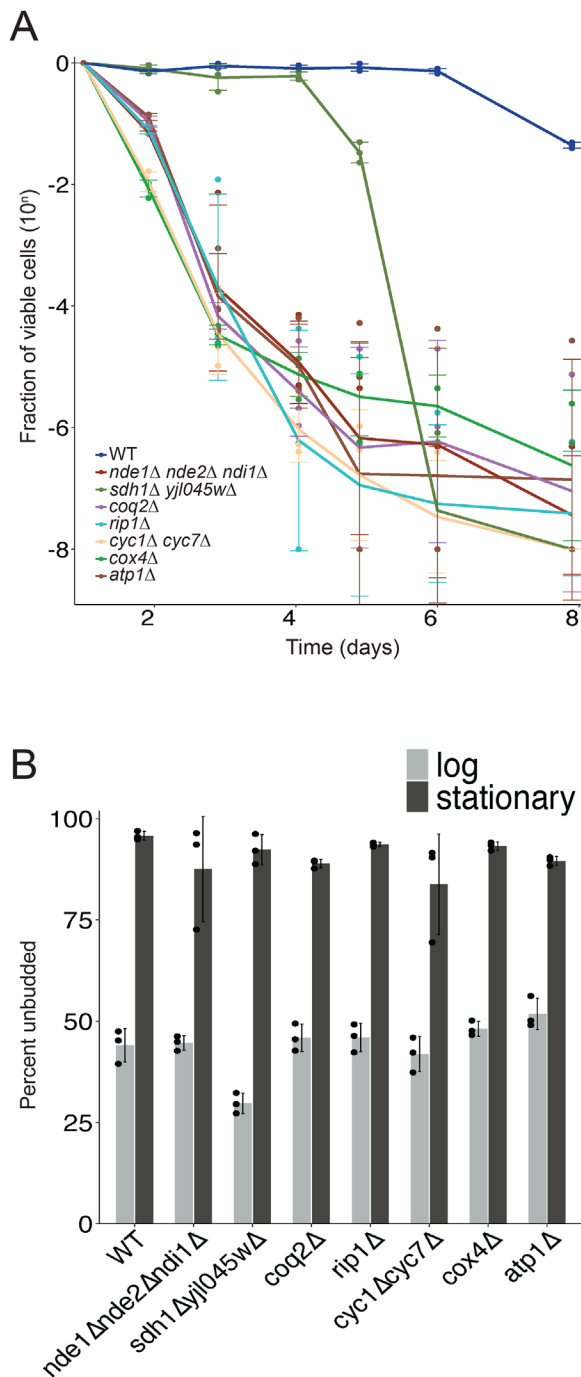 A
0
-2
-4
-6
-8
Fraction of viable cells (10ⁿ)
WT
nde1Δ nde2Δ ndi1Δ
sdh1Δ yjl045wΔ
coq2Δ
rip1Δ
cyc1Δ cyc7Δ
cox4Δ
atp1Δ
2 4 6 8
Time (days)
B
log
stationary
100
75
50
25
0
Percent unbudded
WT
nde1Δnde2Δndi1Δ
sdh1Δyjl045wΔ
coq2Δ
rip1Δ
cyc1Δcyc7Δ
cox4Δ
atp1Δ